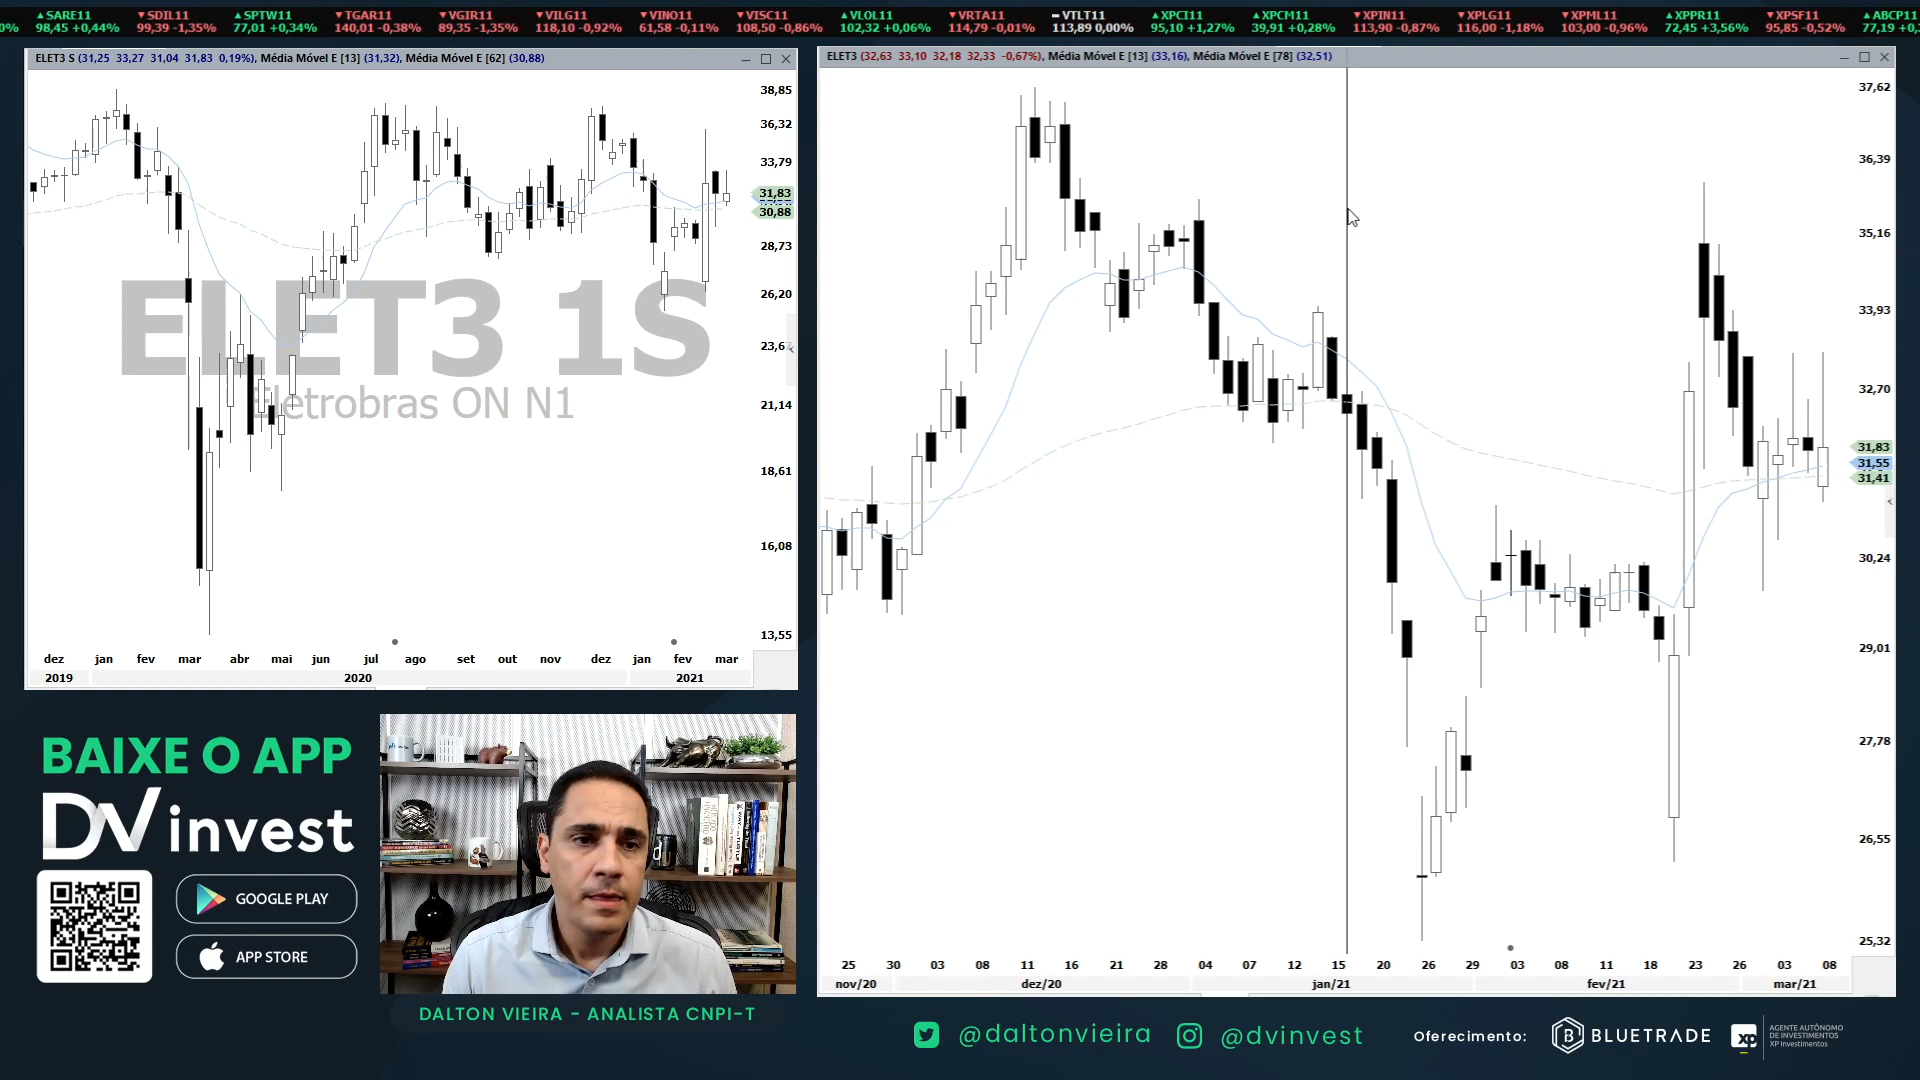 ▲SARE11 ▼SDIL11 ▲SPTW11 ▼TGAR11 ▼VGIR11 ▼VILG11 ▼VINO11 ▼VISC11 ▲VLOL11 ▼VRTA11 VTLT11 ▲XPCI11 ▲XPCM11 ▼XPIN11 ▼XPLG11 ▼XPML11 ▲XPPR11 ▼XPSF11 ▲ABCP11
0% 98,45 +0,44% 99,39 -1,35% 77,01 +0,34% 140,01 -0,38% 89,35 -1,35% 118,10 -0,92% 61,58 -0,11% 108,50 -0,86% 102,32 +0,06% 114,79 -0,01% 113,89 0,00% 95,10 +1,27% 39,91 +0,28% 113,90 -0,87% 116,00 -1,18% 103,00 -0,96% 72,45 +3,56% 95,85 -0,52% 77,19
ELET3 S (31,25 33,27 31,04 31,83 0,19%), Média Móvel E [13] (31,32), Média Móvel E [62] (30,88)
38,85
36,32
33,79
31,83
30,88
28,73
26,20
23,6
21,14
18,61
16,08
13,55
ELET3 1S
Eletrobras ON N1
dez jan fev mar abr mai jun jul ago set out nov dez jan fev mar
2019 2020 2021
ELET3 (32,63 33,10 32,18 32,33 -0,67%), Média Móvel E [13] (33,16), Média Móvel E [78] (32,51)
37,62
36,39
35,16
33,93
32,70
31,83
31,55
31,41
30,24
29,01
27,78
26,55
25,32
25 30 03 08 11 16 21 28 04 07 12 15 20 26 29 03 08 11 18 23 26 03 08
nov/20 dez/20 jan/21 fev/21 mar/21
BAIXE O APP
DV invest
GOOGLE PLAY
APP STORE
DALTON VIEIRA - ANALISTA CNPI-T
@daltonvieira @dvinvest
Oferecimento:
BLUETRADE
xp
AGENTE AUTÔNOMO
DE INVESTIMENTOS
XP Investimentos